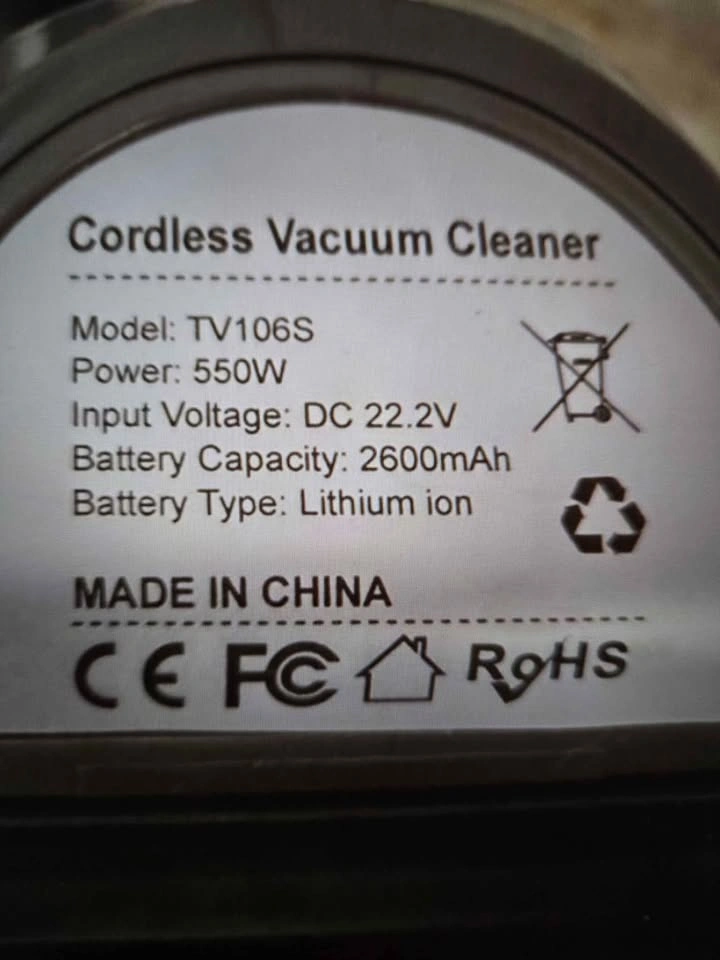 Cordless Vacuum Cleaner
Model: TV106S
Power: 550W
Input Voltage: DC 22.2V
Battery Capacity: 2600mAh
Battery Type: Lithium ion
MADE IN CHINA
CE FC RoHS